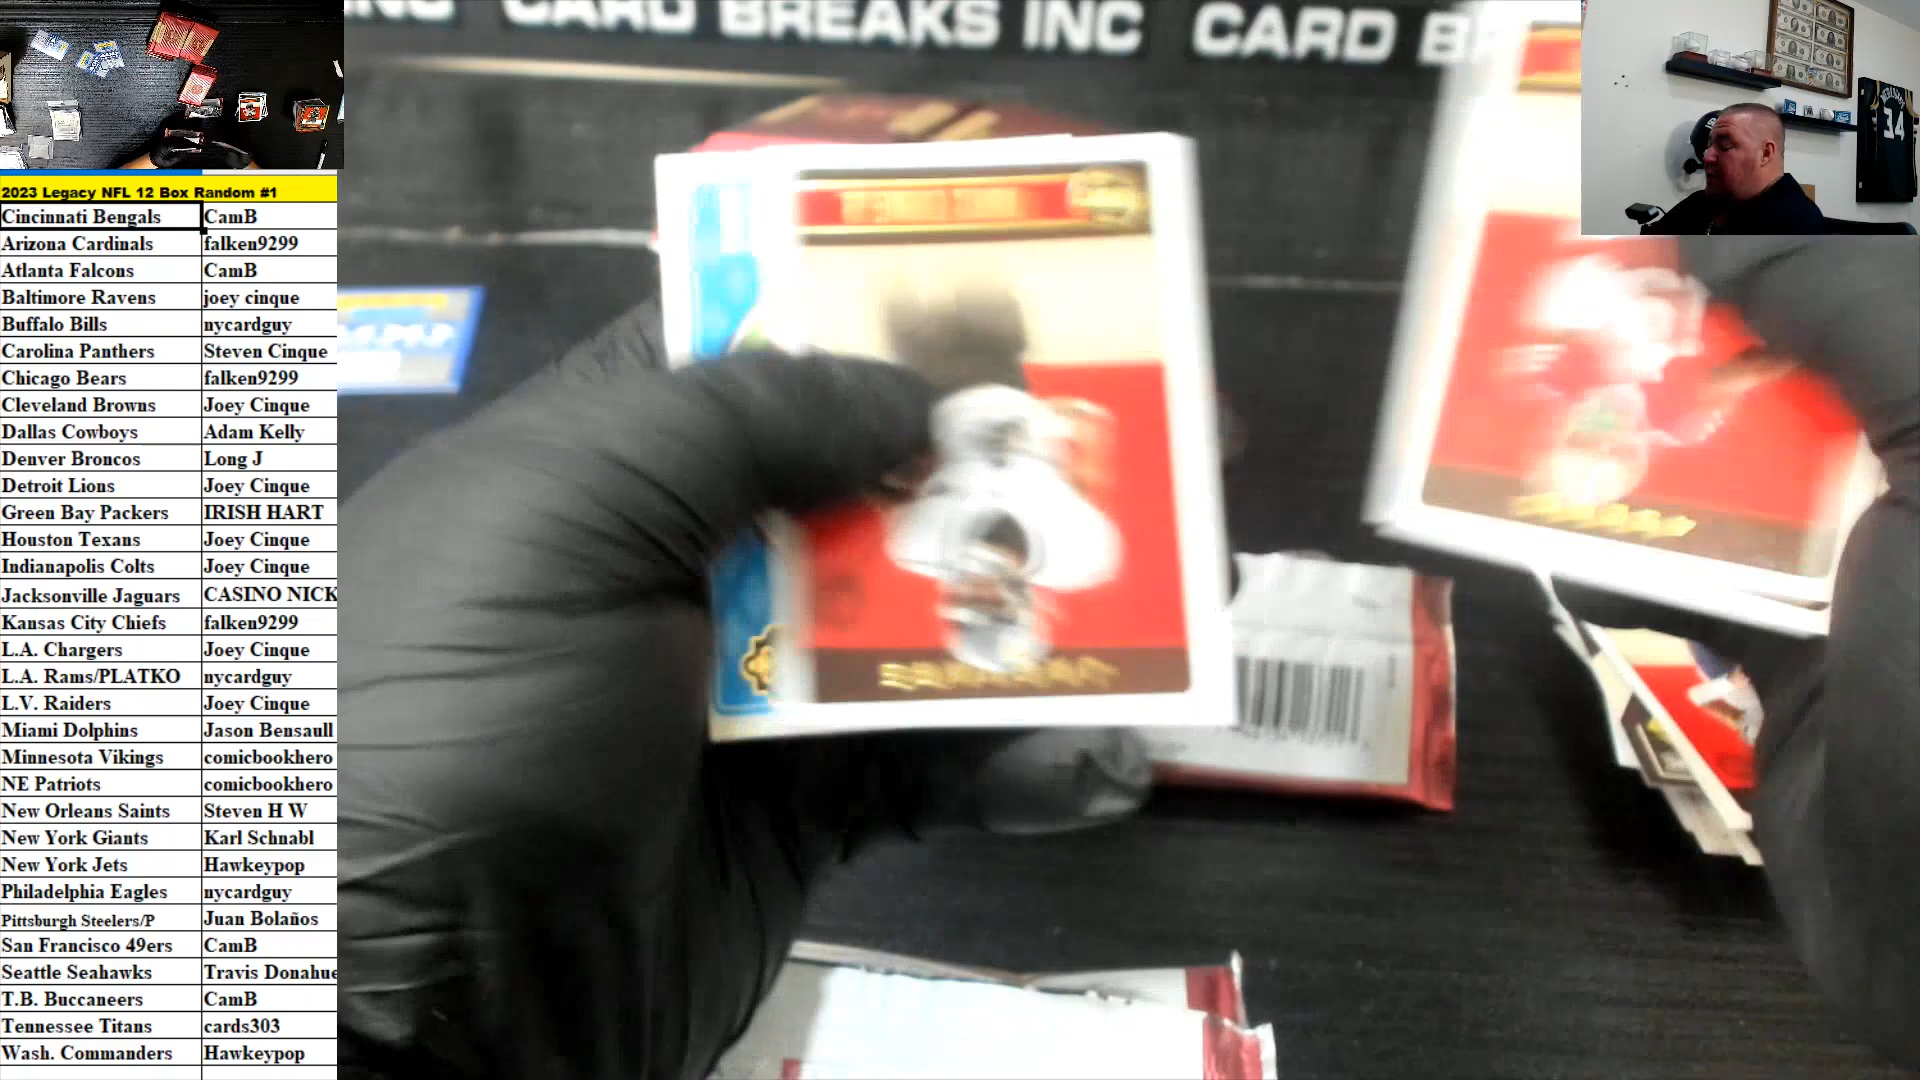 INC CARD BREAKS INC CARD
2023 Legacy NFL 12 Box Random #1
Cincinnati Bengals CamB
Arizona Cardinals falken9299
Atlanta Falcons CamB
Baltimore Ravens joey cinque
Buffalo Bills nycardguy
Carolina Panthers Steven Cinque
Chicago Bears falken9299
Cleveland Browns Joey Cinque
Dallas Cowboys Adam Kelly
Denver Broncos Long J
Detroit Lions Joey Cinque
Green Bay Packers IRISH HART
Houston Texans Joey Cinque
Indianapolis Colts Joey Cinque
Jacksonville Jaguars CASINO NICK
Kansas City Chiefs falken9299
L.A. Chargers Joey Cinque
L.A. Rams/PLATKO nycardguy
L.V. Raiders Joey Cinque
Miami Dolphins Jason Bensaull
Minnesota Vikings comicbookhero
NE Patriots comicbookhero
New Orleans Saints Steven H W
New York Giants Karl Schnabl
New York Jets Hawkeypop
Philadelphia Eagles nycardguy
Pittsburgh Steelers/P Juan Bolaños
San Francisco 49ers CamB
Seattle Seahawks Travis Donahue
T.B. Buccaneers CamB
Tennessee Titans cards303
Wash. Commanders Hawkeypop
34